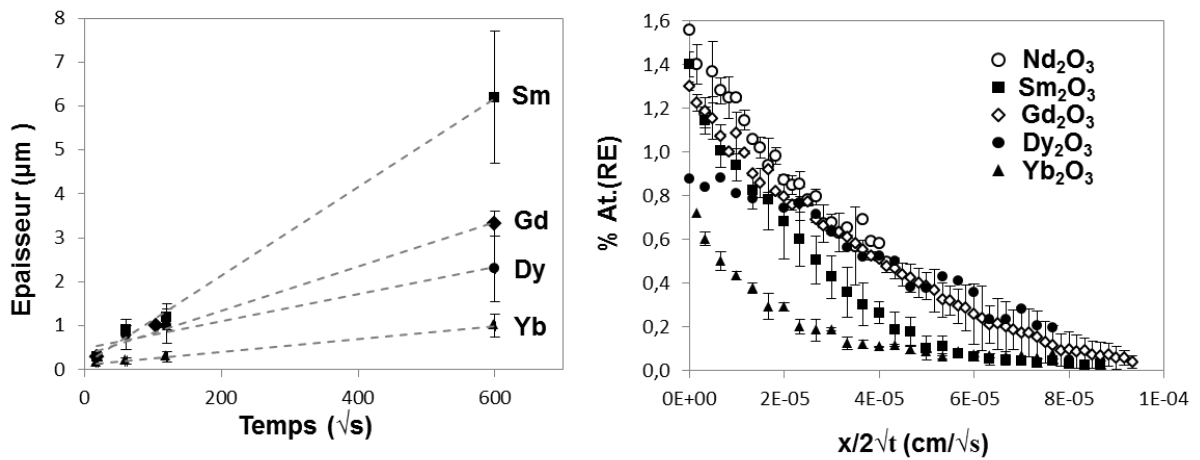 8
7
6
5
4
3
2
1
0
Epaisseur (µm )
Sm
Gd
Dy
Yb
0
200
400
600
Temps (√s)
1,6
1,4
1,2
1,0
0,8
0,6
0,4
0,2
0,0
% At.(RE)
Nd₂O₃
Sm₂O₃
Gd₂O₃
Dy₂O₃
Yb₂O₃
0E+00
2E-05
4E-05
6E-05
8E-05
1E-04
x/2√t (cm/√s)